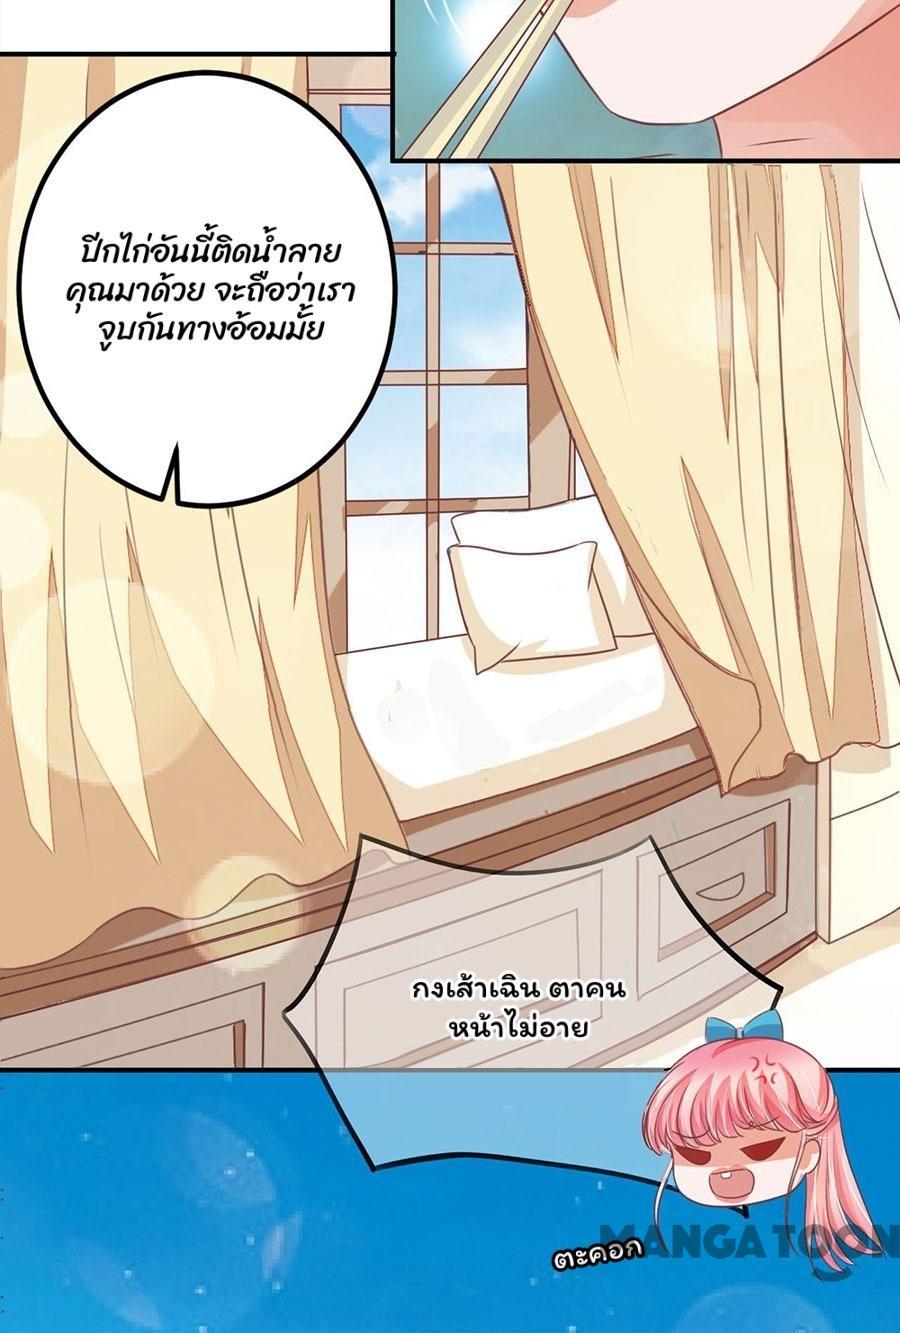 ปีกไก่อันนี้ติดน้ำลาย
คุณมาด้วย จะถือว่าเรา
จูบกันทางอ้อมมั้ย
กงเส้าเฉิน ตาคน
หน้าไม่อาย
MANGATOON
ตะคอก